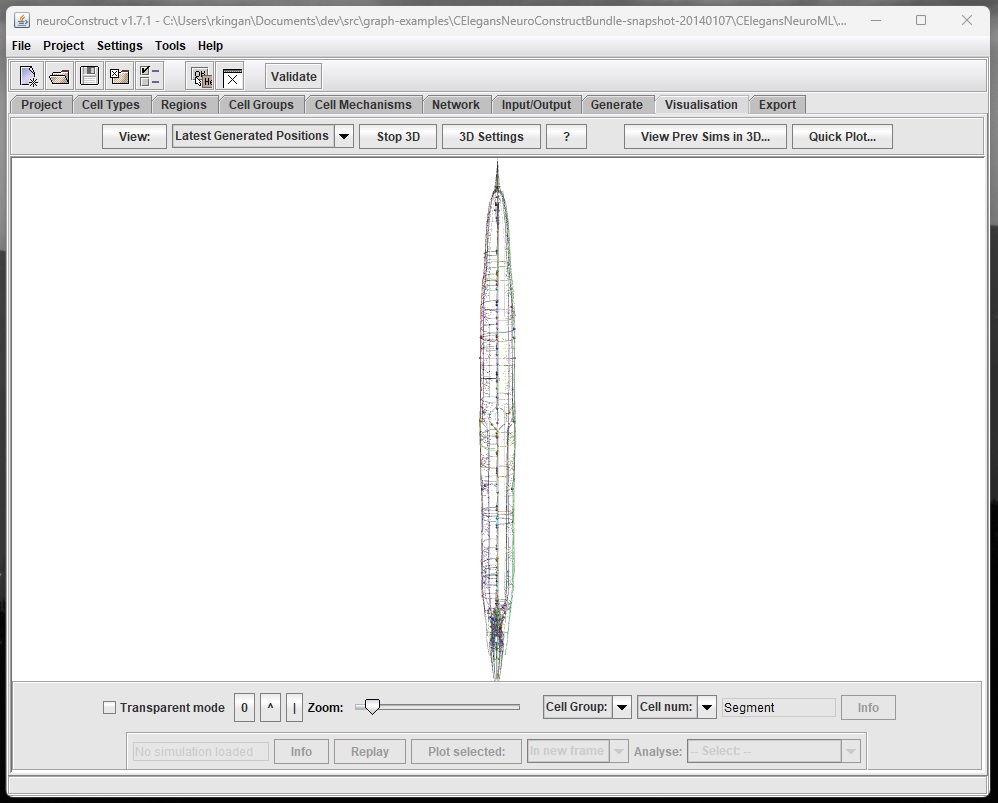 neuroConstruct v1.7.1 - C:\Users\rkingan\Documents\dev\src\graph-examples\CElegansNeuroConstructBundle-snapshot-20140107\CElegansNeuroML\...
File Project Settings Tools Help
Validate
Project Cell Types Regions Cell Groups Cell Mechanisms Network Input/Output Generate Visualisation Export
View: Latest Generated Positions Stop 3D 3D Settings ? View Prev Sims in 3D... Quick Plot...
Transparent mode 0 ^ | Zoom: Cell Group: Cell num: Segment Info
No simulation loaded Info Replay Plot selected: In new frame Analyse: -- Select: --